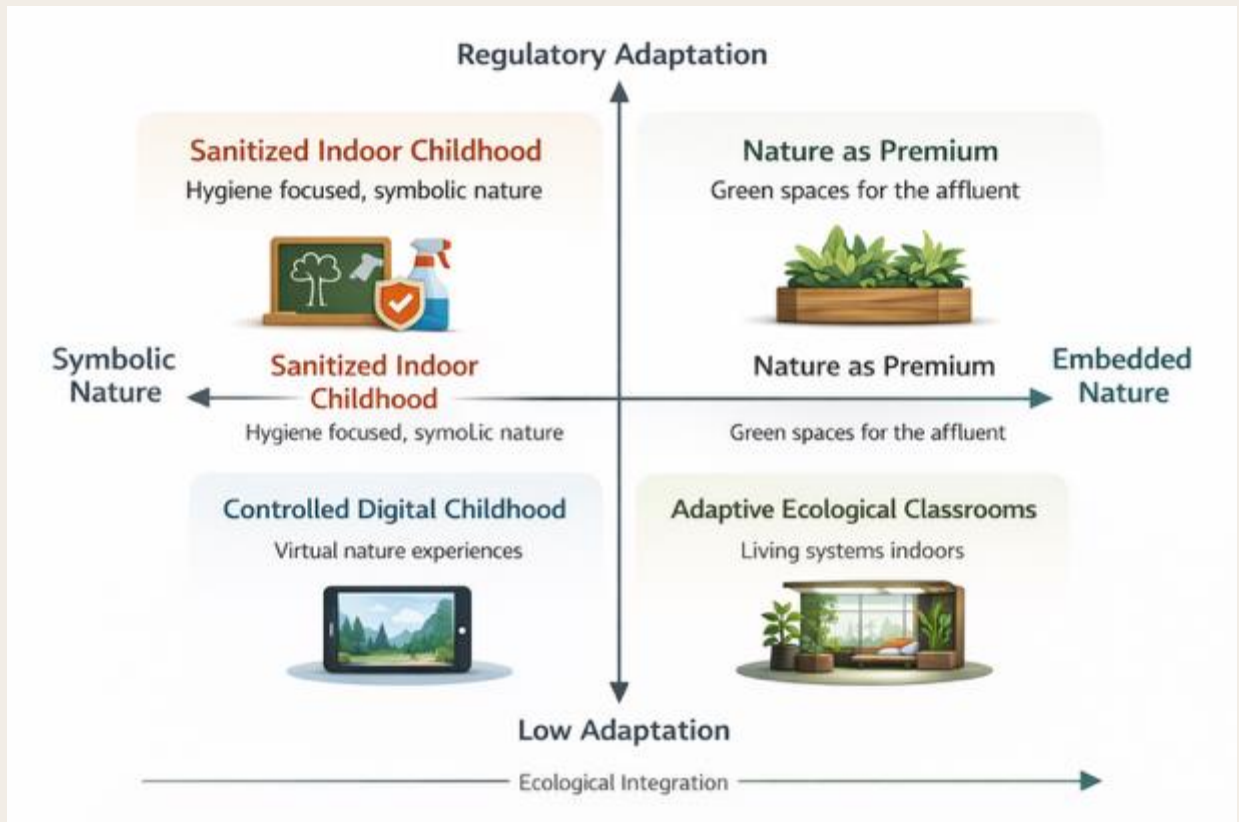 Regulatory Adaptation
Sanitized Indoor Childhood
Hygiene focused, symbolic nature
Nature as Premium
Green spaces for the affluent
Symbolic
Nature
Sanitized Indoor
Childhood
Hygiene focused, symoLic nature
Nature as Premium
Green spaces for the affluent
Embedded
Nature
Controlled Digital Childhood
Virtual nature experiences
Adaptive Ecological Classrooms
Living systems indoors
Low Adaptation
Ecological Integration